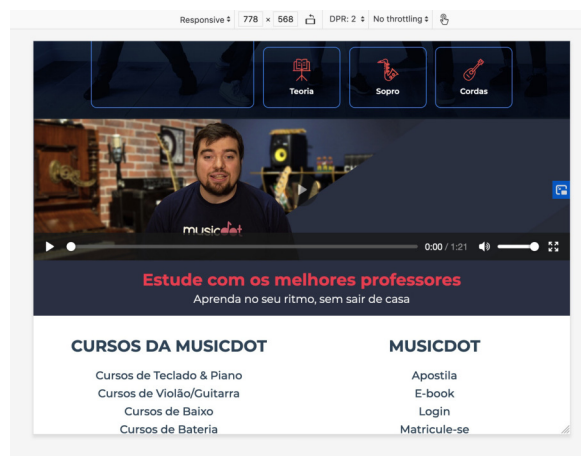 Responsive 778 × 568 DPR: 2 No throttling
Teoria Sopro Cordas
musicdot
0:00 / 1:21
Estude com os melhores professores
Aprenda no seu ritmo, sem sair de casa
CURSOS DA MUSICDOT
Cursos de Teclado & Piano
Cursos de Violão/Guitarra
Cursos de Baixo
Cursos de Bateria
MUSICDOT
Apostila
E-book
Login
Matricule-se